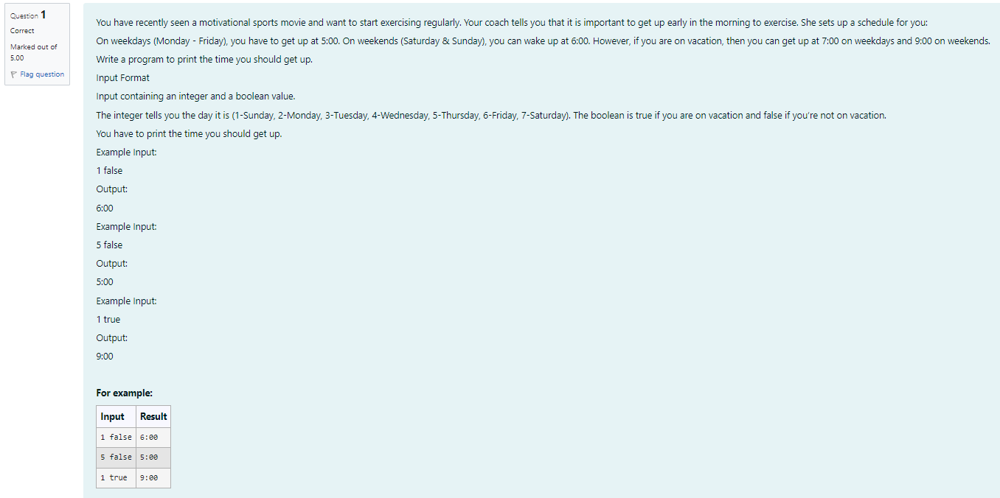 Question 1
Correct
Marked out of
5.00
Flag question
You have recently seen a motivational sports movie and want to start exercising regularly. Your coach tells you that it is important to get up early in the morning to exercise. She sets up a schedule for you:
On weekdays (Monday - Friday), you have to get up at 5:00. On weekends (Saturday & Sunday), you can wake up at 6:00. However, if you are on vacation, then you can get up at 7:00 on weekdays and 9:00 on weekends.
Write a program to print the time you should get up.
Input Format
Input containing an integer and a boolean value.
The integer tells you the day it is (1-Sunday, 2-Monday, 3-Tuesday, 4-Wednesday, 5-Thursday, 6-Friday, 7-Saturday). The boolean is true if you are on vacation and false if you're not on vacation.
You have to print the time you should get up.
Example Input:
1 false
Output:
6:00
Example Input:
5 false
Output:
5:00
Example Input:
1 true
Output:
9:00
For example:
Input Result
1 false 6:00
5 false 5:00
1 true 9:00